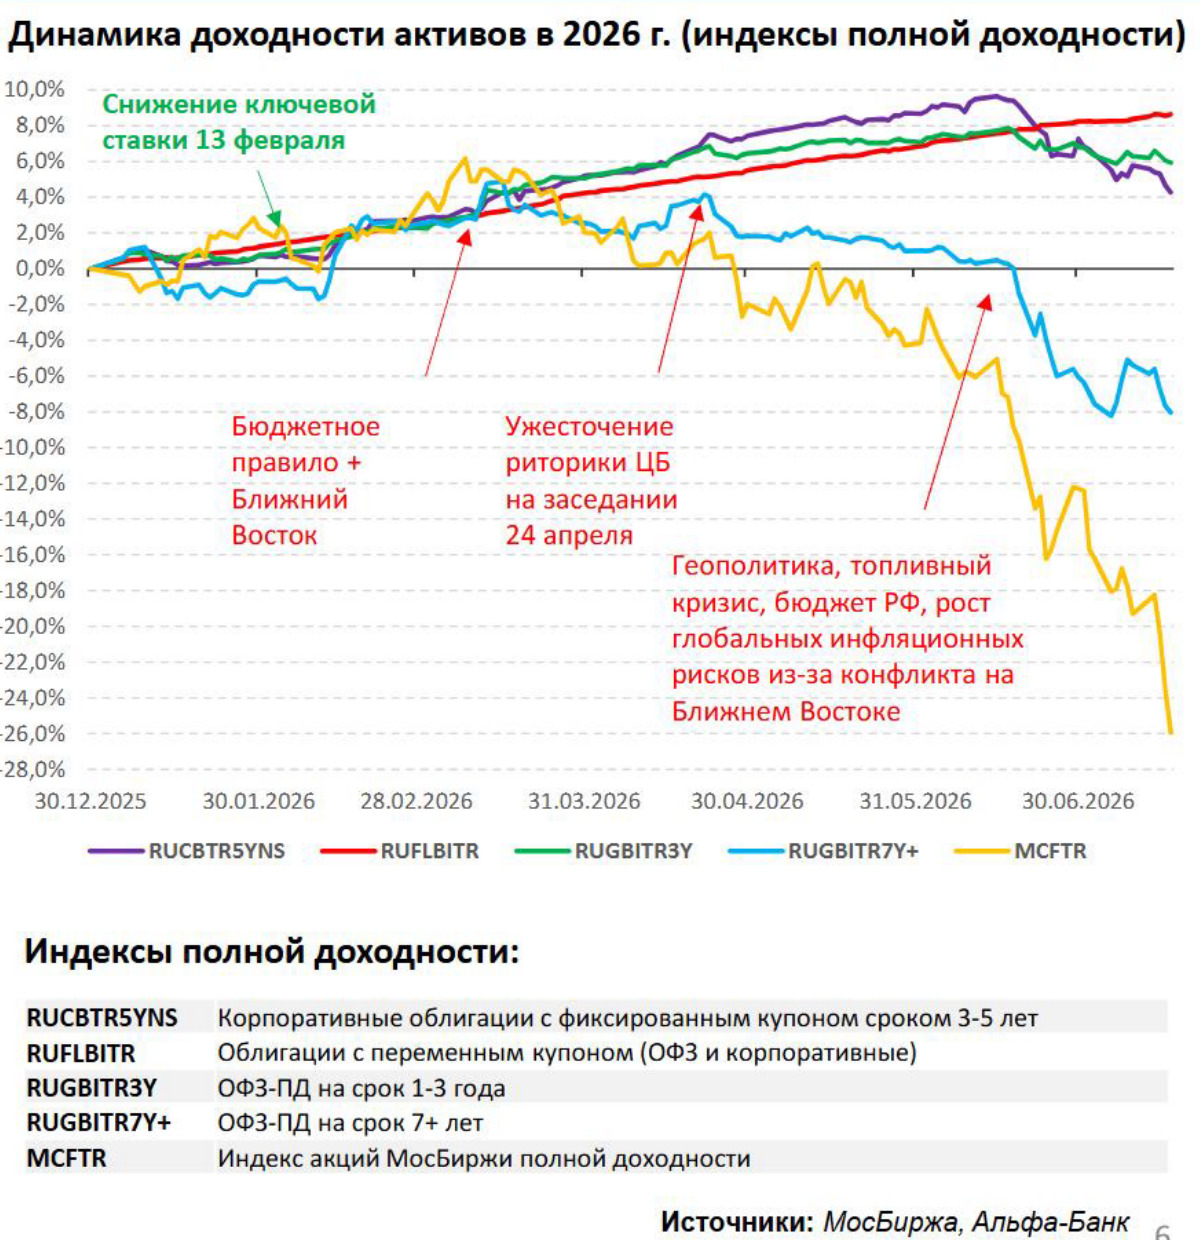 Динамика доходности активов в 2026 г. (индексы полной доходности)
10,0%
8,0%
6,0%
4,0%
2,0%
0,0%
-2,0%
-4,0%
-6,0%
-8,0%
-10,0%
-12,0%
-14,0%
-16,0%
-18,0%
-20,0%
-22,0%
-24,0%
-26,0%
-28,0%
Снижение ключевой
ставки 13 февраля
Бюджетное
правило +
Ближний
Восток
Ужесточение
риторики ЦБ
на заседании
24 апреля
Геополитика, топливный
кризис, бюджет РФ, рост
глобальных инфляционных
рисков из-за конфликта на
Ближнем Востоке
30.12.2025 30.01.2026 28.02.2026 31.03.2026 30.04.2026 31.05.2026 30.06.2026
RUCBTR5YNS RUFLBITR RUGBITR3Y RUGBITR7Y+ MCFTR
Индексы полной доходности:
RUCBTR5YNS Корпоративные облигации с фиксированным купоном сроком 3-5 лет
RUFLBITR Облигации с переменным купоном (ОФЗ и корпоративные)
RUGBITR3Y ОФЗ-ПД на срок 1-3 года
RUGBITR7Y+ ОФЗ-ПД на срок 7+ лет
MCFTR Индекс акций МосБиржи полной доходности
Источники: МосБиржа, Альфа-Банк
6